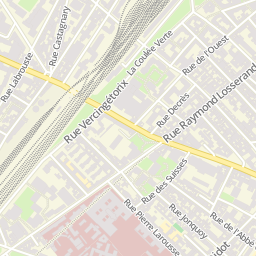 Rue Castagnary
Rue Labrouste
La Coulée Verte
Rue de l'Ouest
Rue Vercingétorix
Rue Decrès
Rue Raymond Losserand
Rue des Suisses
Rue Pierre Larousse
Rue Jonquoy
Rue de l'Abbé
idot